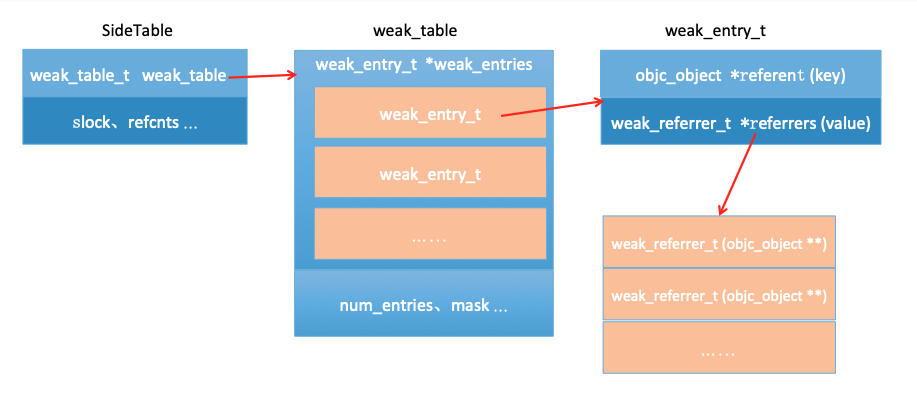 SideTable
weak_table_t weak_table
slock、refcnts ...
weak_table
weak_entry_t *weak_entries
weak_entry_t
weak_entry_t
... ...
num_entries、mask ...
weak_entry_t
objc_object *referent (key)
weak_referrer_t *referrers (value)
weak_referrer_t (objc_object **)
weak_referrer_t (objc_object **)
... ...